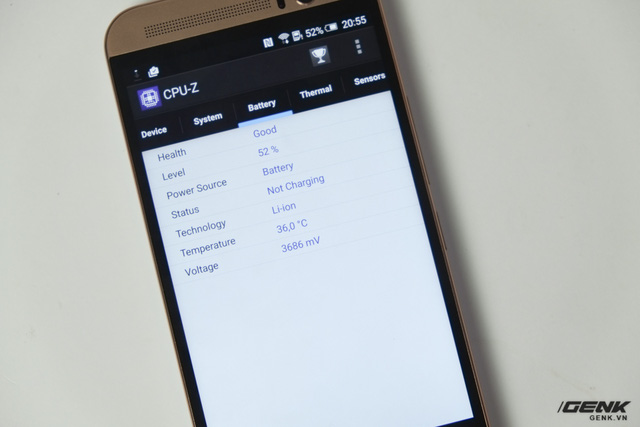 52% 20:55
CPU-Z
Device System Battery Thermal Sensors
Health Good
Level 52 %
Power Source Battery
Status Not Charging
Technology Li-ion
Temperature 36,0 °C
Voltage 3686 mV
GENK
GENK.VN